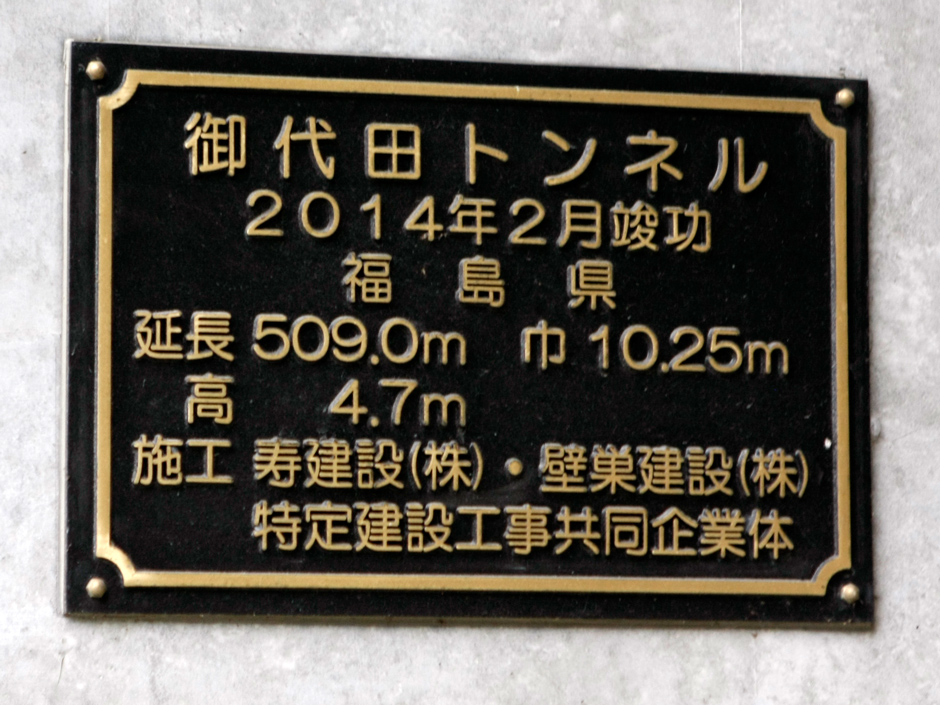 御代田トンネル
2014年2月竣功
福島県
延長 509.0m 巾 10.25m
高 4.7m
施工 寿建設(株)・壁巣建設(株)
特定建設工事共同企業体